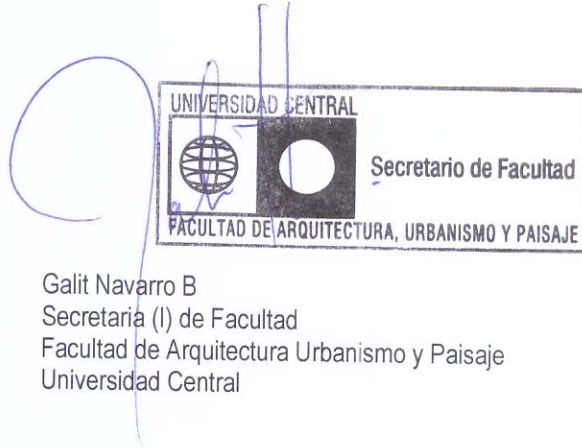 UNIVERSIDAD CENTRAL
Secretario de Facultad
FACULTAD DE ARQUITECTURA, URBANISMO Y PAISAJE
Galit Navarro B
Secretaria (I) de Facultad
Facultad de Arquitectura Urbanismo y Paisaje
Universidad Central